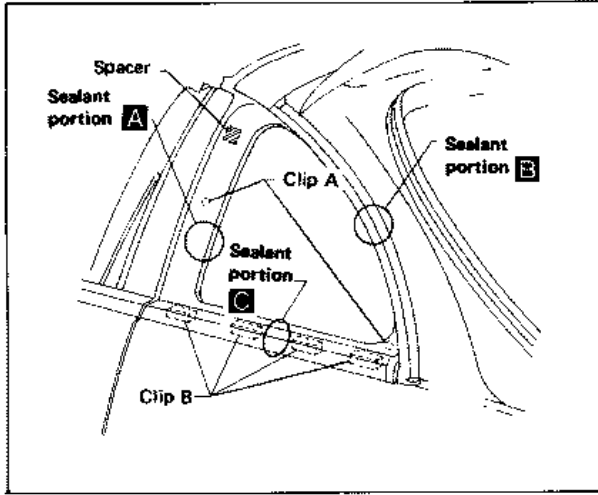 Spacer
Sealant
portion A
Clip A
Sealant
portion B
Sealant
portion
C
Clip B